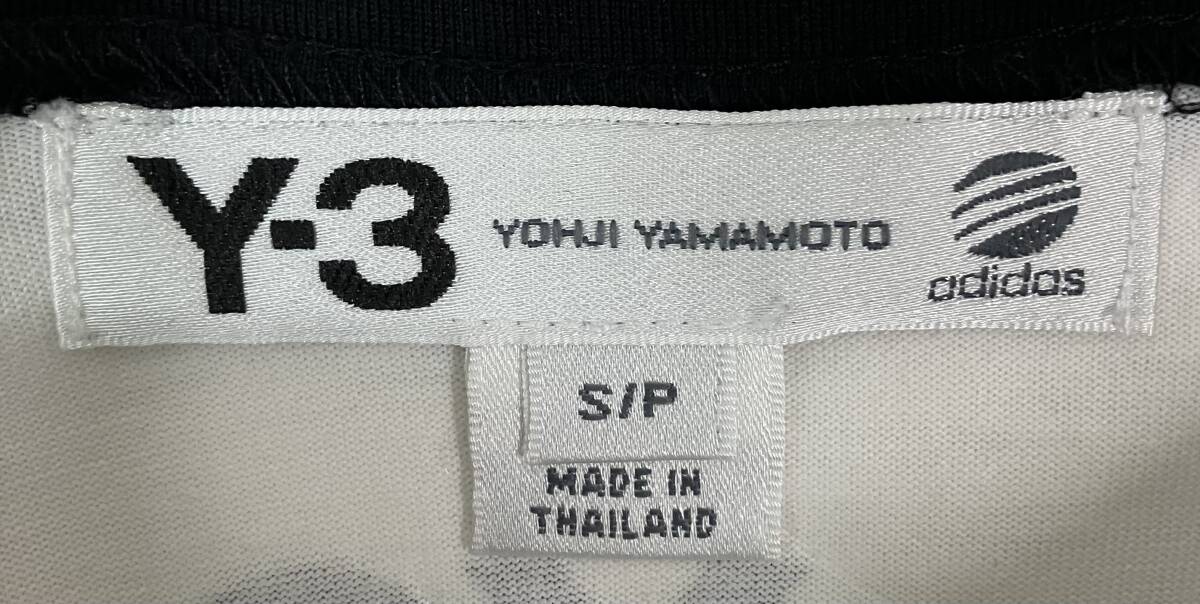 Y-3 YOHJI YAMAMOTO
adidas
S/P
MADE IN
THAILAND